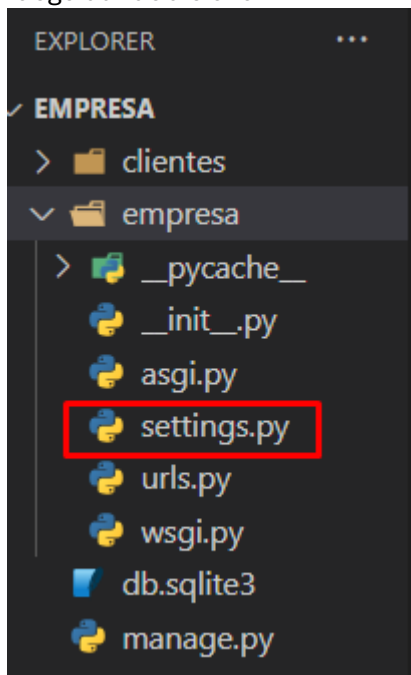 EXPLORER ...
EMPRESA
clientes
empresa
__pycache__
__init__.py
asgi.py
settings.py
urls.py
wsgi.py
db.sqlite3
manage.py